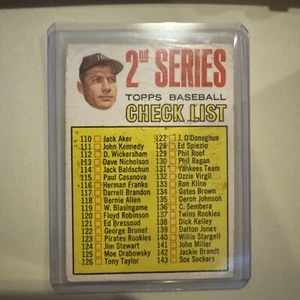 2nd SERIES
TOPPS BASEBALL
CHECK LIST
110 Jack Aker
111 John Kennedy
112 D. Wickersham
113 Dave Nicholson
114 Jack Baldschun
115 Paul Casanova
116 Herman Franks
117 Darrell Brandon
118 Bernie Allen
119 W. Blasingame
120 Floyd Robinson
121 Ed Bressoud
122 George Brunet
123 Pirates Rookies
124 Jim Stewart
125 Moe Drabowsky
126 Tony Taylor
127 J. O'Donoghue
128 Ed Spiezio
129 Phil Roof
130 Phil Regan
131 Yankees Team
132 Ozzie Virgil
133 Ron Kline
134 Gates Brown
135 Deron Johnson
136 C. Sembera
137 Twins Rookies
138 Dick Kelley
139 Dalton Jones
140 Willie Stargell
141 John Miller
142 Jackie Brandt
143 Sox Sockers